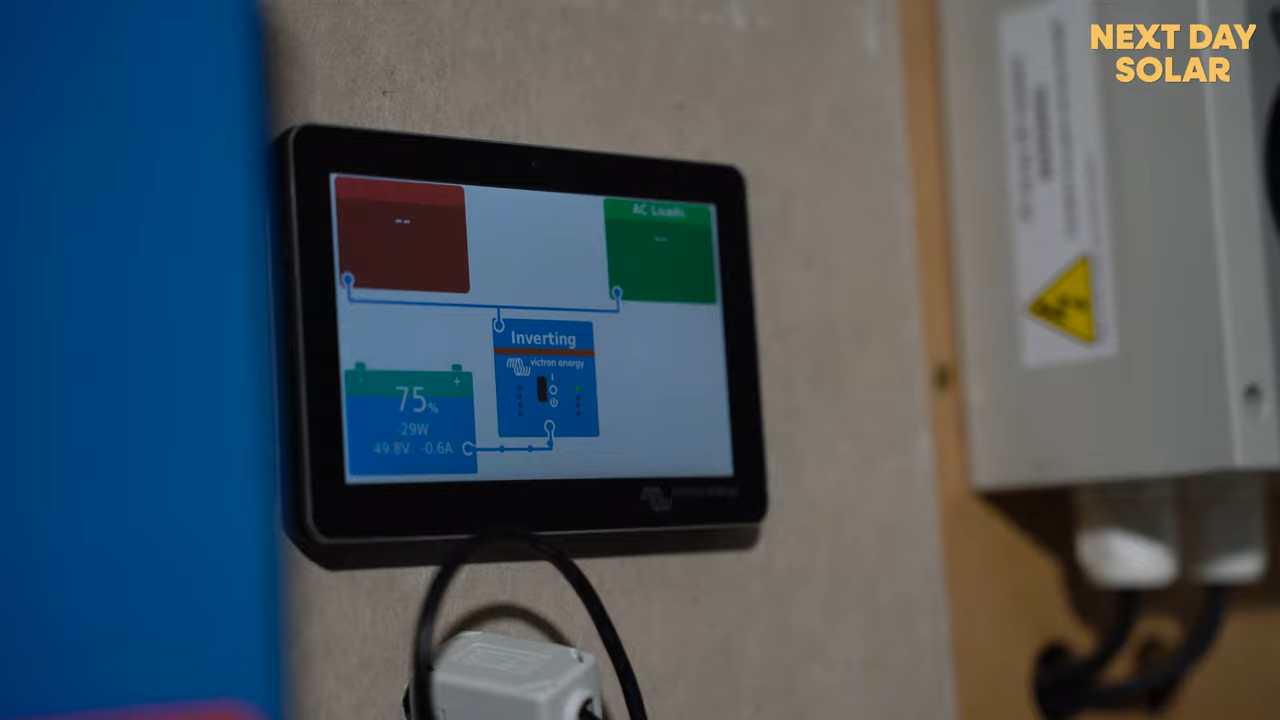 NEXT DAY
SOLAR
--
AC Loads
--
Inverting
victron energy
75%
-29W
49.8V -0.6A